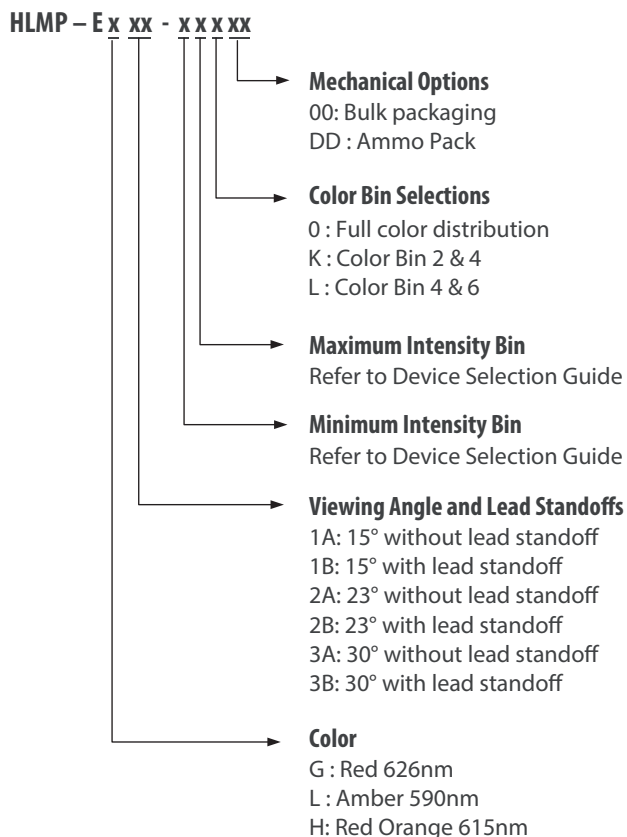 HLMP – E x xx - x x x xx
Mechanical Options
00: Bulk packaging
DD : Ammo Pack
Color Bin Selections
0 : Full color distribution
K : Color Bin 2 & 4
L : Color Bin 4 & 6
Maximum Intensity Bin
Refer to Device Selection Guide
Minimum Intensity Bin
Refer to Device Selection Guide
Viewing Angle and Lead Standoffs
1A: 15° without lead standoff
1B: 15° with lead standoff
2A: 23° without lead standoff
2B: 23° with lead standoff
3A: 30° without lead standoff
3B: 30° with lead standoff
Color
G : Red 626nm
L : Amber 590nm
H: Red Orange 615nm